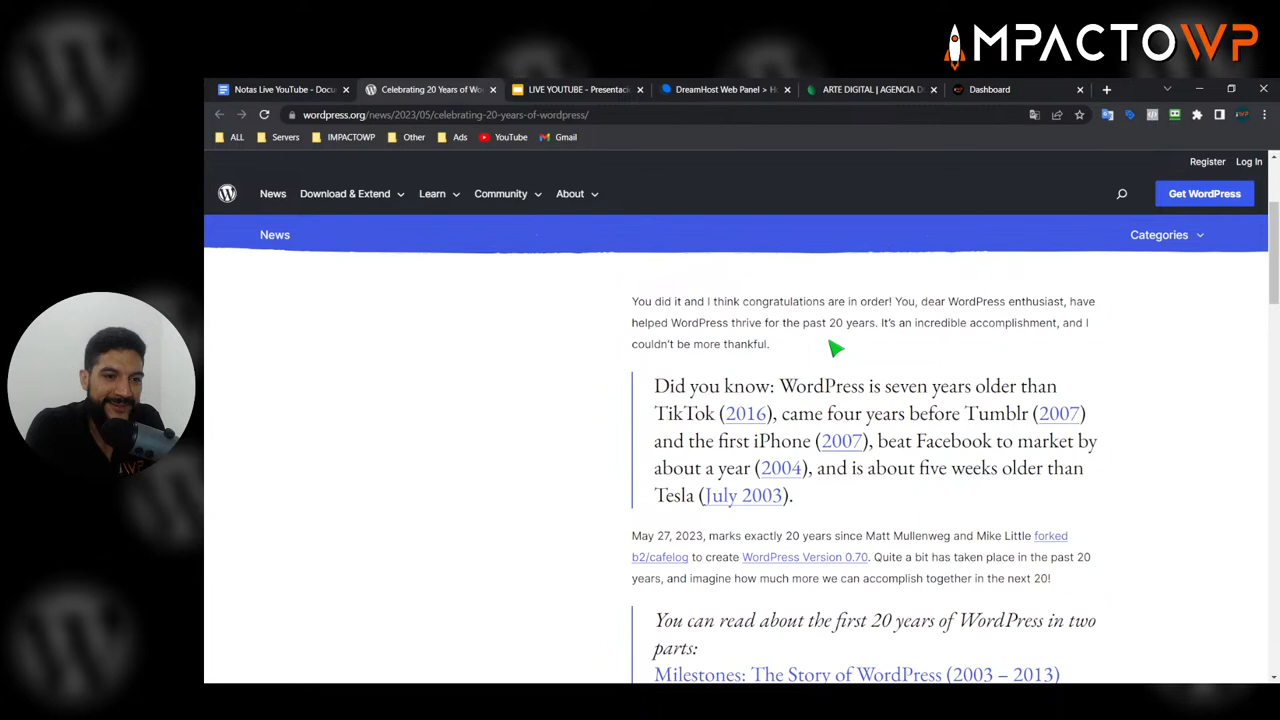 MPACTOWP
Notas Live YouTube - Docu
Celebrating 20 Years of Wo
LIVE YOUTUBE - Presentaci
DreamHost Web Panel > H
ARTE DIGITAL | AGENCIA D
Dashboard
wordpress.org/news/2023/05/celebrating-20-years-of-wordpress/
ALL Servers IMPACTOWP Other Ads YouTube Gmail
Register Log In
News Download & Extend Learn Community About Get WordPress
News Categories
You did it and I think congratulations are in order! You, dear WordPress enthusiast, have
helped WordPress thrive for the past 20 years. It’s an incredible accomplishment, and I
couldn’t be more thankful.
Did you know: WordPress is seven years older than
TikTok (2016), came four years before Tumblr (2007)
and the first iPhone (2007), beat Facebook to market by
about a year (2004), and is about five weeks older than
Tesla (July 2003).
May 27, 2023, marks exactly 20 years since Matt Mullenweg and Mike Little forked
b2/cafelog to create WordPress Version 0.70. Quite a bit has taken place in the past 20
years, and imagine how much more we can accomplish together in the next 20!
You can read about the first 20 years of WordPress in two
parts:
Milestones: The Story of WordPress (2003 – 2013)